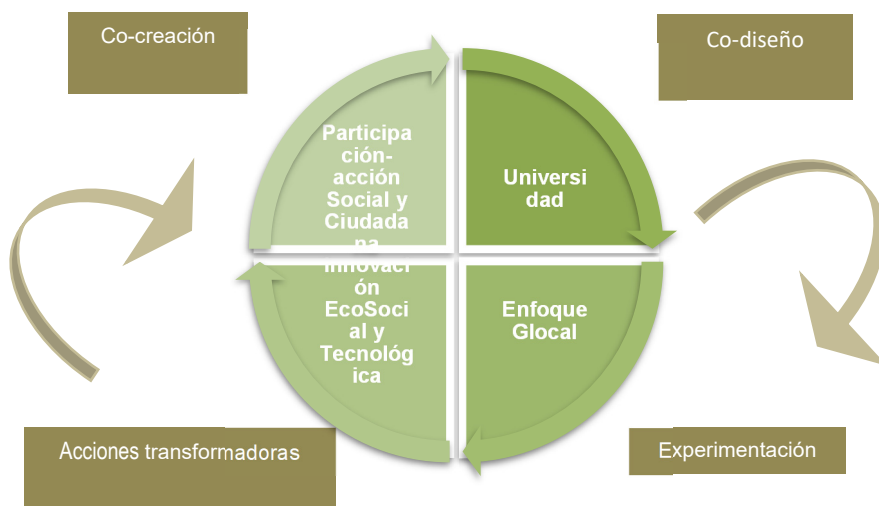 Co-creación
Co-diseño
Participa
ción-
acción
Social y
Ciudada
na
Universi
dad
Innovaci
ón
EcoSoci
al y
Tecnológ
ica
Enfoque
Glocal
Acciones transformadoras
Experimentación